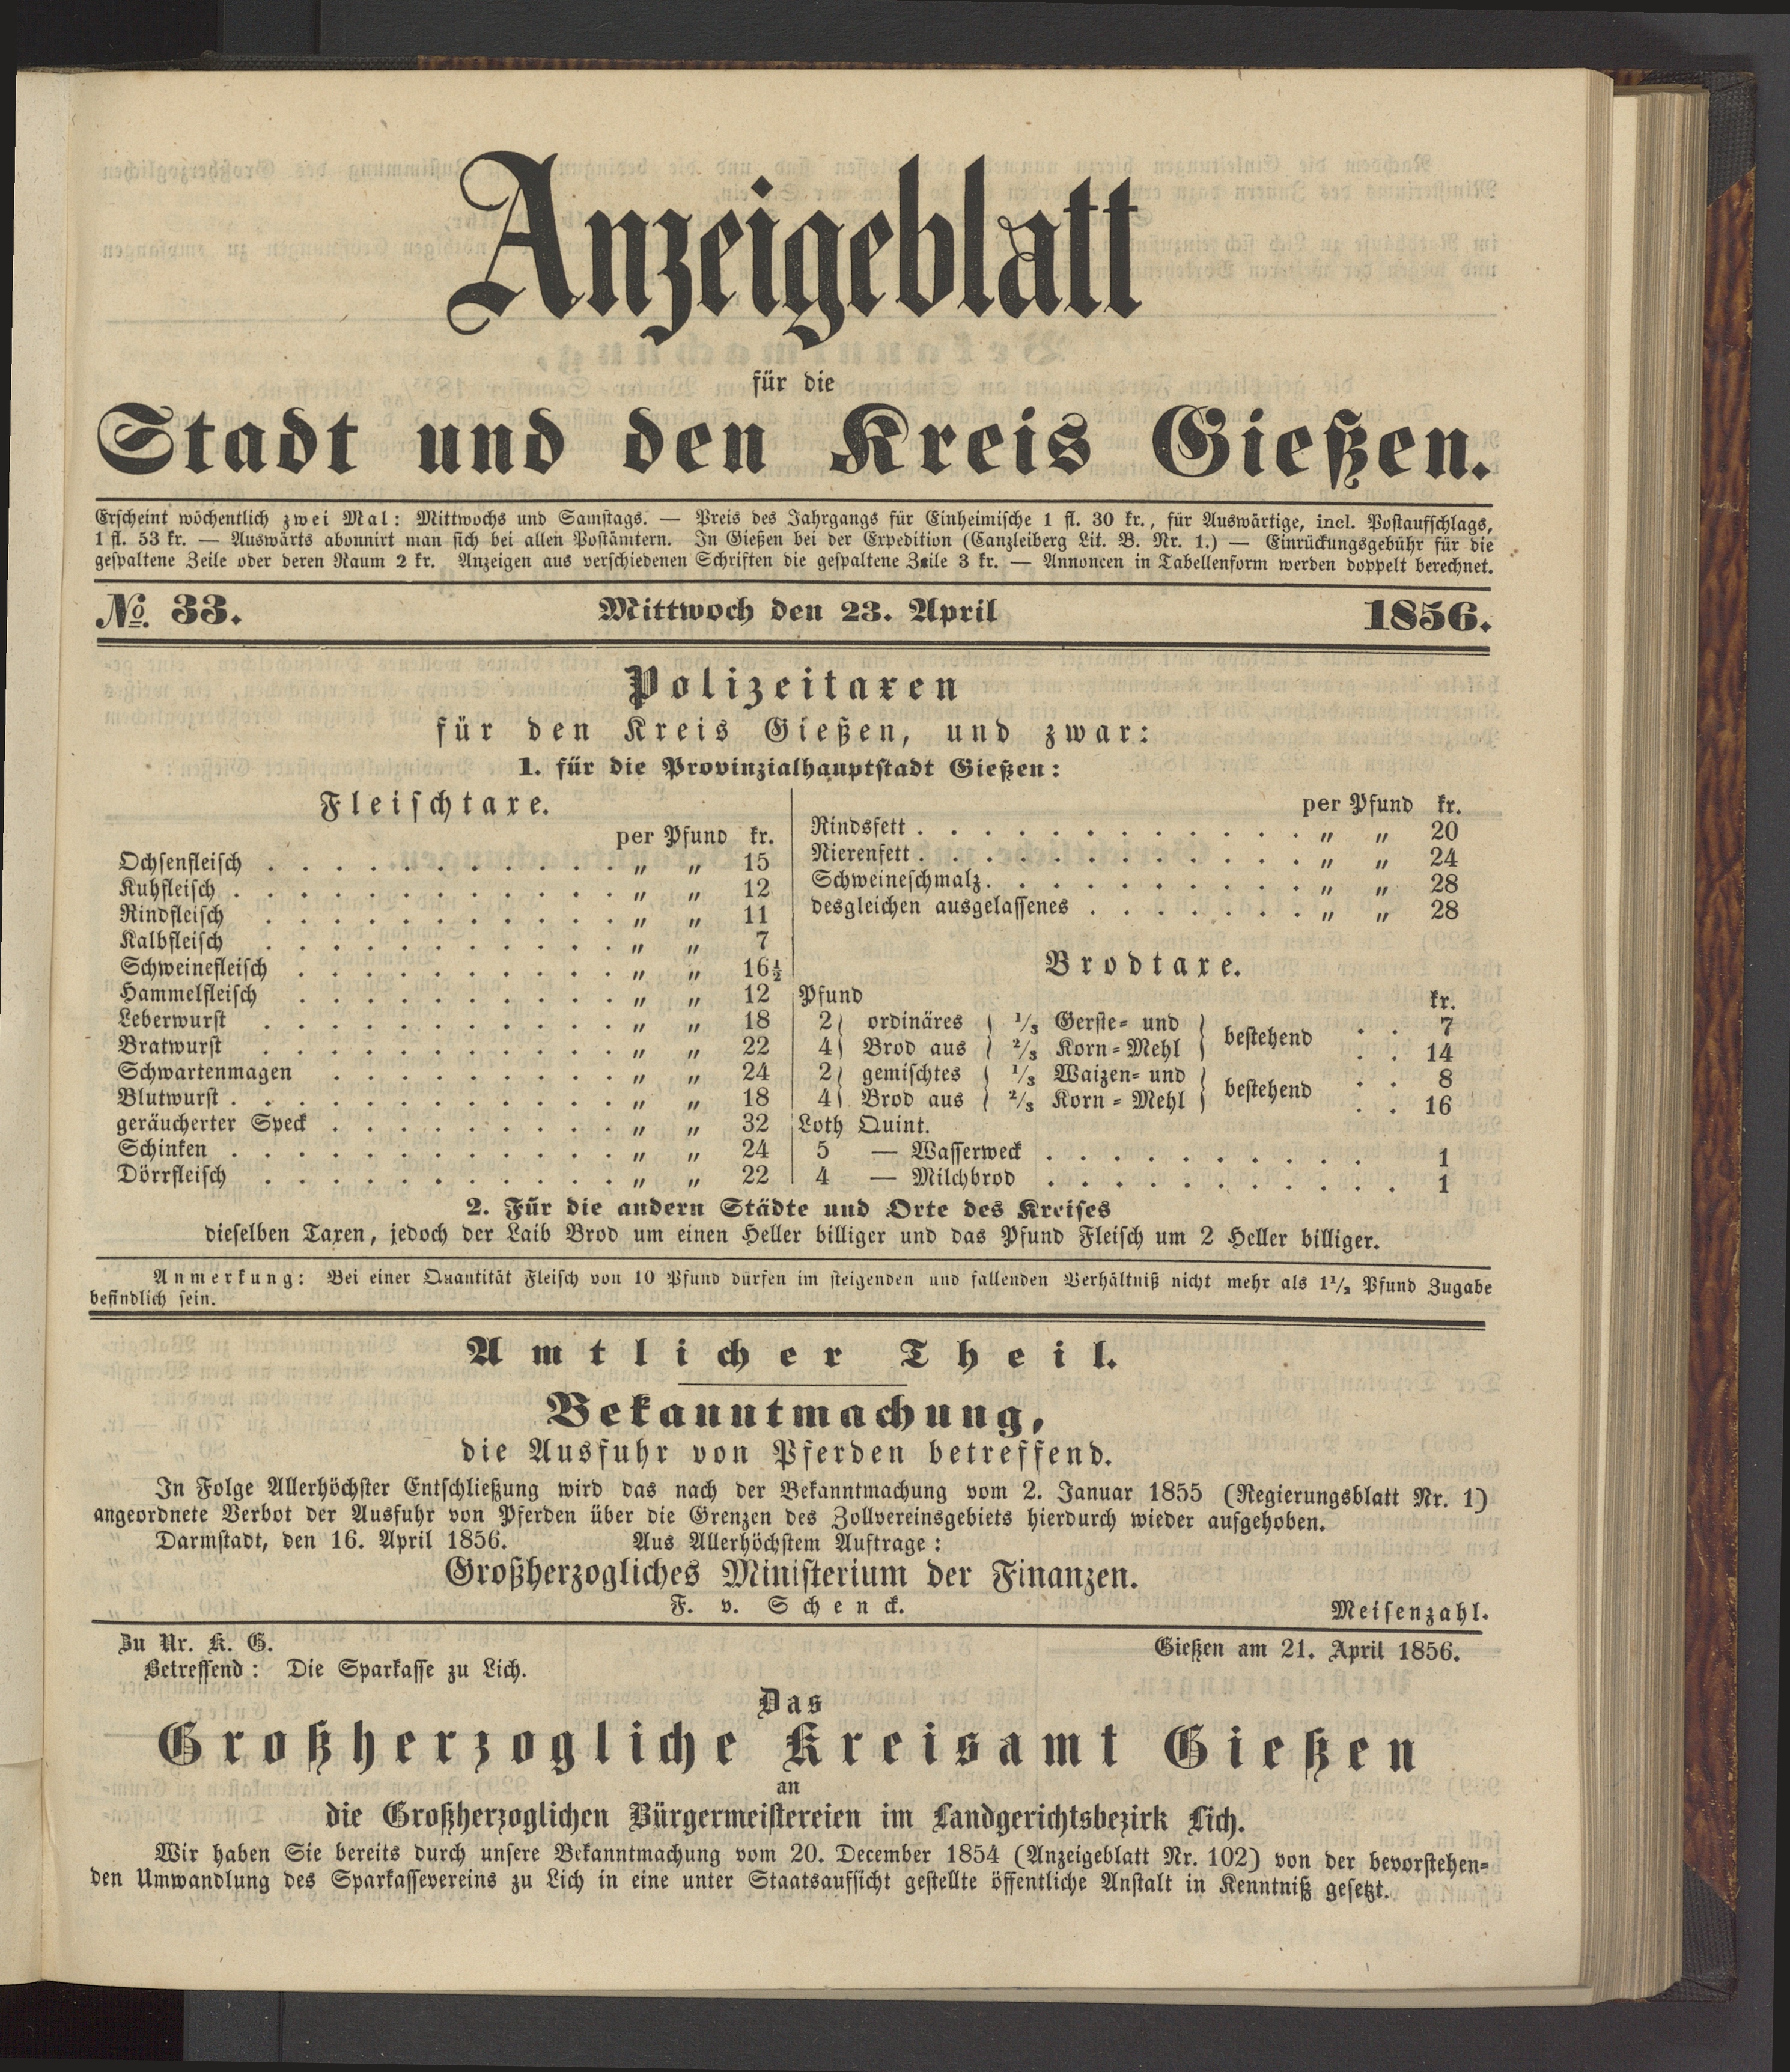 Anzeigeblatt
für die
Stadt und den Kreis Gießen.
Erscheint wöchentlich zwei Mal: Mittwochs und Samstags. — Preis des Jahrgangs für Einheimische 1 fl. 30 kr., für Auswärtige, incl. Postaufschlags,
1 fl. 53 kr. — Auswärts abonnirt man sich bei allen Postämtern. In Gießen bei der Expedition (Canzleiberg Lit. B. Nr. 1.) — Einrückungsgebühr für die
gespaltene Zeile oder deren Raum 2 kr. Anzeigen aus verschiedenen Schriften die gespaltene Zeile 3 kr. — Annoncen in Tabellenform werden doppelt berechnet.
No. 33. Mittwoch den 23. April 1856.
Polizeitaxen
für den Kreis Gießen, und zwar:
1. für die Provinzialhauptstadt Gießen:
Fleischtaxe.
per Pfund kr.
Ochsenfleisch . . . . . . . . . . . „ „ 15
Kuhfleisch . . . . . . . . . . . . „ „ 12
Rindfleisch . . . . . . . . . . . „ „ 11
Kalbfleisch . . . . . . . . . . . „ „ 7
Schweinefleisch . . . . . . . . . . „ „ 16½
Hammelfleisch . . . . . . . . . . „ „ 12
Leberwurst . . . . . . . . . . . „ „ 18
Bratwurst . . . . . . . . . . . „ „ 22
Schwartenmagen . . . . . . . . . „ „ 24
Blutwurst . . . . . . . . . . . . „ „ 18
geräucherter Speck . . . . . . . . . „ „ 32
Schinken . . . . . . . . . . . . „ „ 24
Dörrfleisch . . . . . . . . . . . „ „ 22
per Pfund kr.
Rindsfett . . . . . . . . . . . . „ „ 20
Nierenfett . . . . . . . . . . . . „ „ 24
Schweineschmalz . . . . . . . . . . „ „ 28
desgleichen ausgelassenes . . . . . . . „ „ 28
Brodtaxe.
Pfund kr.
2) ordinäres ( 1/3 Gerste- und ) bestehend . . 7
4) Brod aus ( 2/3 Korn-Mehl ) . . 14
2) gemischtes ( 1/3 Waizen- und ) bestehend . . 8
4) Brod aus ( 2/3 Korn-Mehl ) . . 16
Loth Quint.
5 — Wasserweck . . . . . . . . . . 1
4 — Milchbrod . . . . . . . . . . . 1
2. Für die andern Städte und Orte des Kreises
dieselben Taxen, jedoch der Laib Brod um einen Heller billiger und das Pfund Fleisch um 2 Heller billiger.
Anmerkung: Bei einer Quantität Fleisch von 10 Pfund dürfen im steigenden und fallenden Verhältniß nicht mehr als 1 1/2 Pfund Zugabe
befindlich sein.
Amtlicher Theil.
Bekanntmachung,
die Ausfuhr von Pferden betreffend.
In Folge Allerhöchster Entschließung wird das nach der Bekanntmachung vom 2. Januar 1855 (Regierungsblatt Nr. 1)
angeordnete Verbot der Ausfuhr von Pferden über die Grenzen des Zollvereinsgebiets hierdurch wieder aufgehoben.
Darmstadt, den 16. April 1856. Aus Allerhöchstem Auftrage:
Großherzogliches Ministerium der Finanzen.
F. v. Schenck.
Meisenzahl.
Zu Nr. K. G. Gießen am 21. April 1856.
Betreffend: Die Sparkasse zu Lich.
Das
Großherzogliche Kreisamt Gießen
an
die Großherzoglichen Bürgermeistereien im Landgerichtsbezirk Lich.
Wir haben Sie bereits durch unsere Bekanntmachung vom 20. December 1854 (Anzeigeblatt Nr. 102) von der bevorstehen-
den Umwandlung des Sparkassevereins zu Lich in eine unter Staatsaufsicht gestellte öffentliche Anstalt in Kenntniß gesetzt.